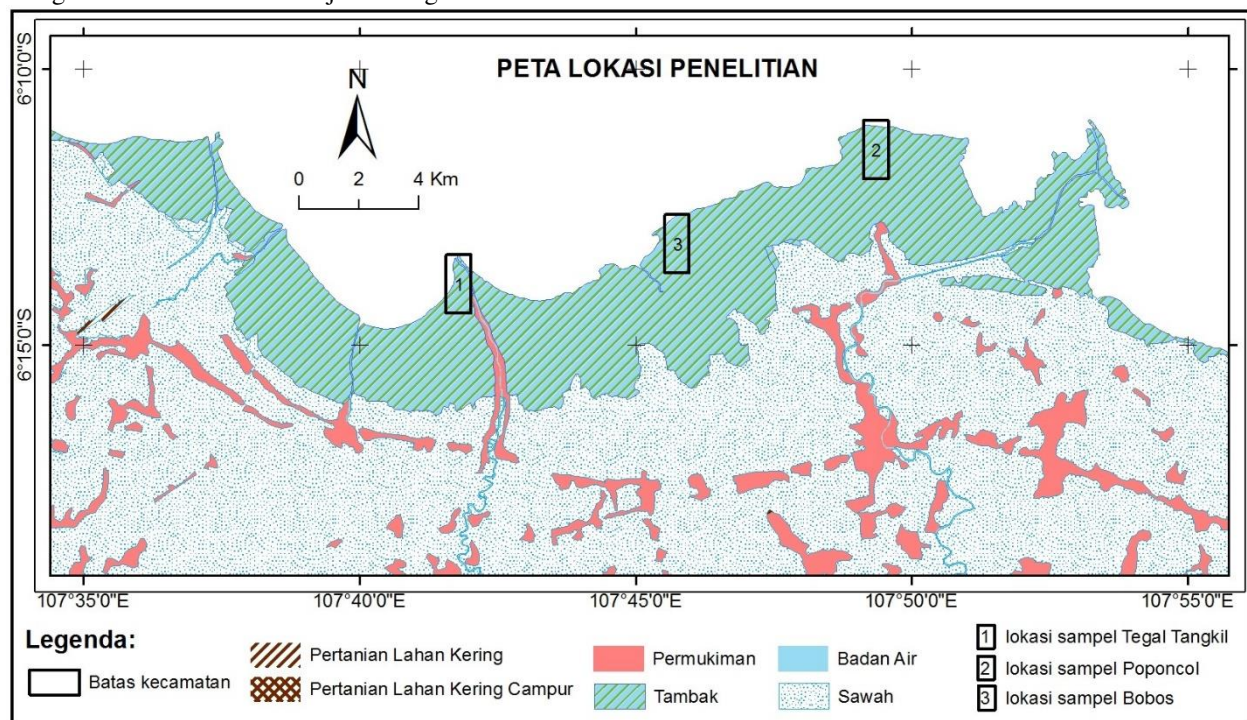 PETA LOKASI PENELITIAN
N
0 2 4 Km
6°10'0"S
6°15'0"S
1
2
3
107°35'0"E 107°40'0"E 107°45'0"E 107°50'0"E 107°55'0"E
Legenda:
Batas kecamatan
Pertanian Lahan Kering
Pertanian Lahan Kering Campur
Permukiman
Tambak
Badan Air
Sawah
1 lokasi sampel Tegal Tangkil
2 lokasi sampel Poponcol
3 lokasi sampel Bobos